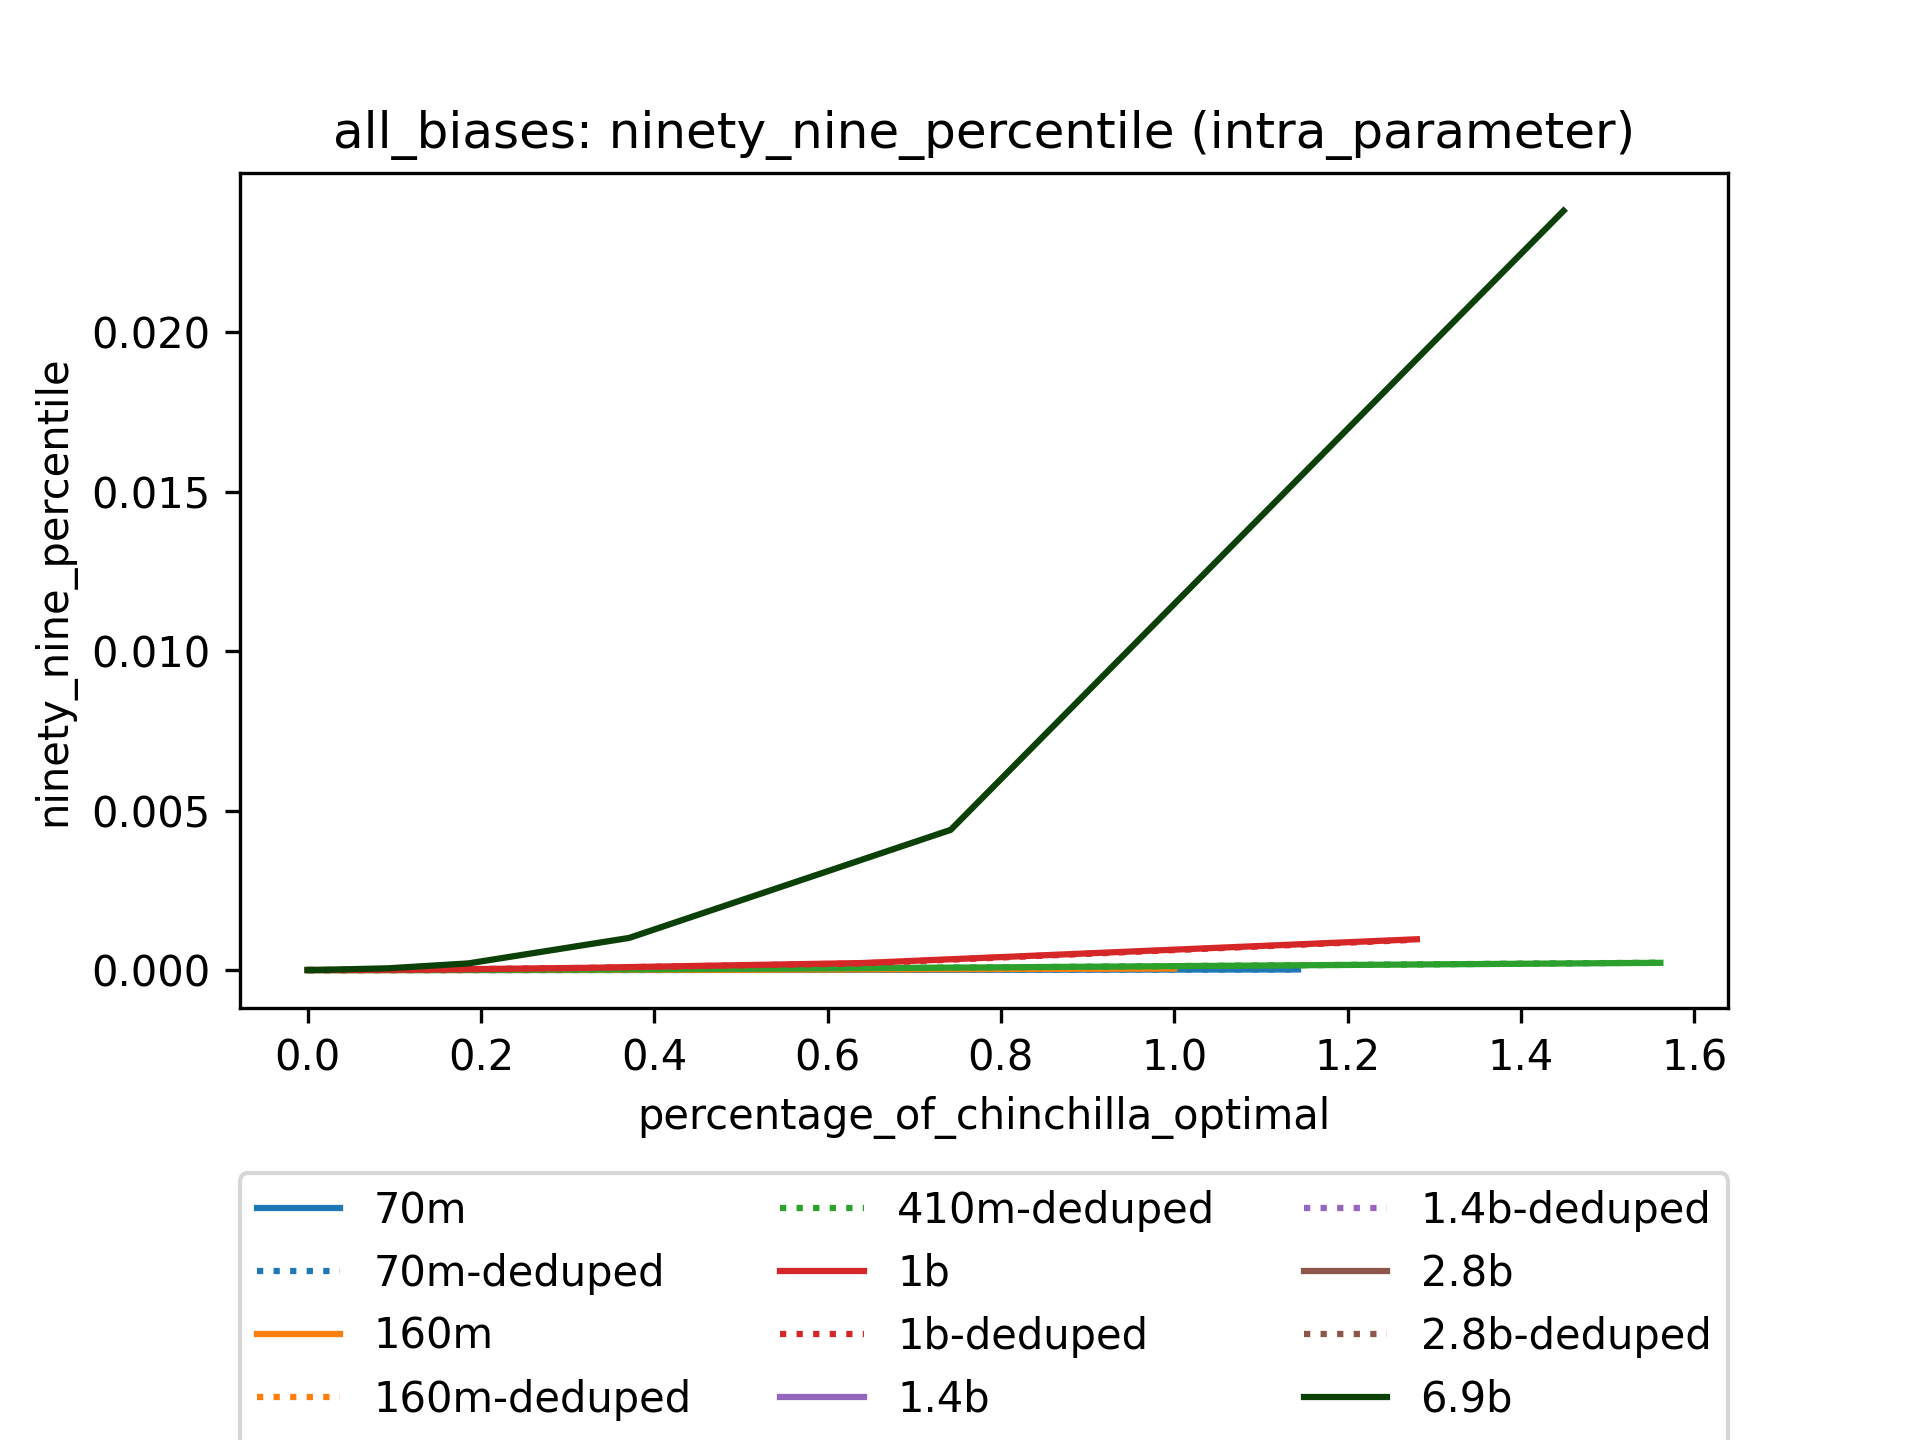 all_biases: ninety_nine_percentile (intra_parameter)
ninety_nine_percentile
0.020
0.015
0.010
0.005
0.000
0.0 0.2 0.4 0.6 0.8 1.0 1.2 1.4 1.6
percentage_of_chinchilla_optimal
70m 410m-deduped 1.4b-deduped
70m-deduped 1b 2.8b
160m 1b-deduped 2.8b-deduped
160m-deduped 1.4b 6.9b